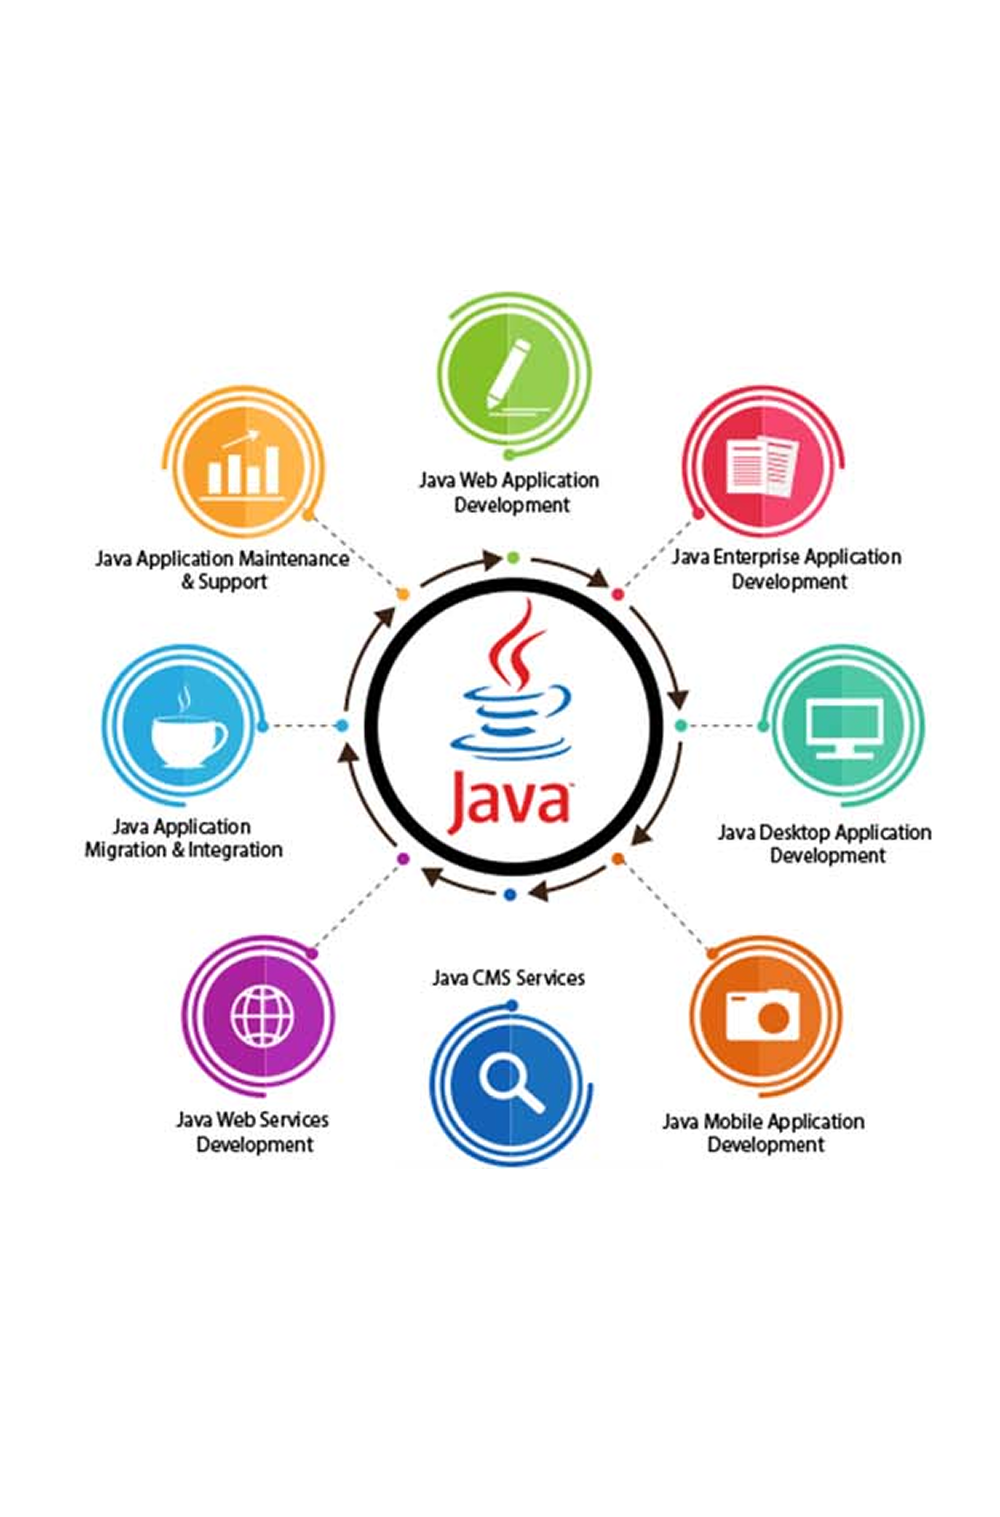 Java Web Application
Development
Java Application Maintenance
& Support
Java Enterprise Application
Development
Java™
Java Application
Migration & Integration
Java Desktop Application
Development
Java CMS Services
Java Web Services
Development
Java Mobile Application
Development